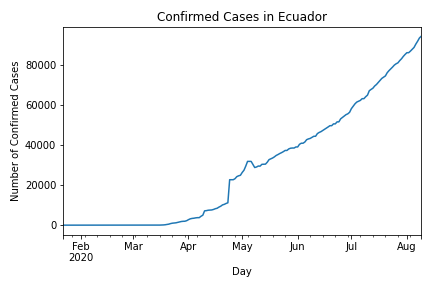 Confirmed Cases in Ecuador
Number of Confirmed Cases
80000
60000
40000
20000
0
Feb Mar Apr May Jun Jul Aug
2020
Day